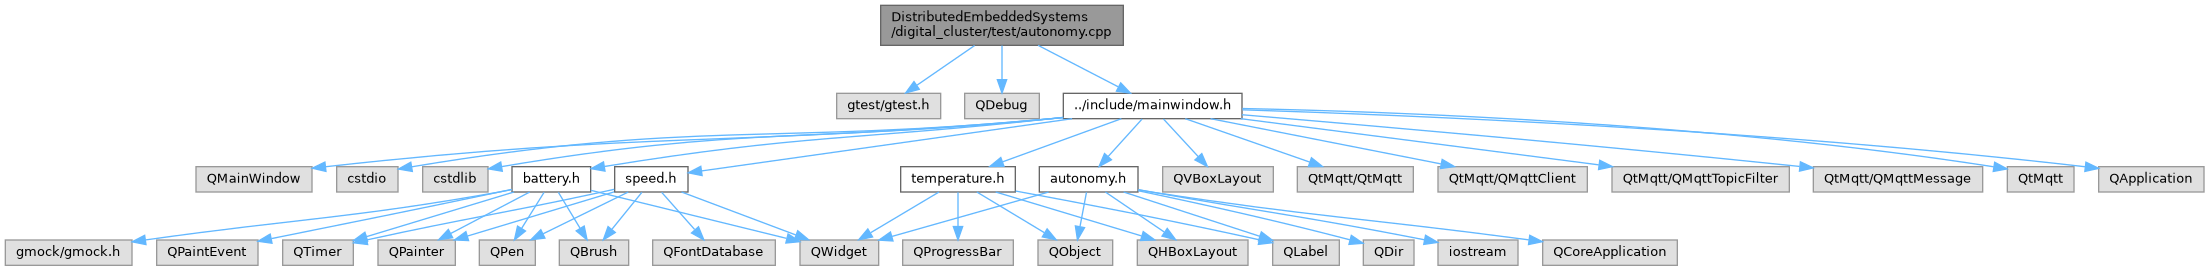 DistributedEmbeddedSystems
/digital_cluster/test/autonomy.cpp
gtest/gtest.h
QDebug
../include/mainwindow.h
QMainWindow
cstdio
cstdlib
battery.h
speed.h
temperature.h
autonomy.h
QVBoxLayout
QtMqtt/QtMqtt
QtMqtt/QMqttClient
QtMqtt/QMqttTopicFilter
QtMqtt/QMqttMessage
QtMqtt
QApplication
gmock/gmock.h
QPaintEvent
QTimer
QPainter
QPen
QBrush
QFontDatabase
QWidget
QProgressBar
QObject
QHBoxLayout
QLabel
QDir
iostream
QCoreApplication